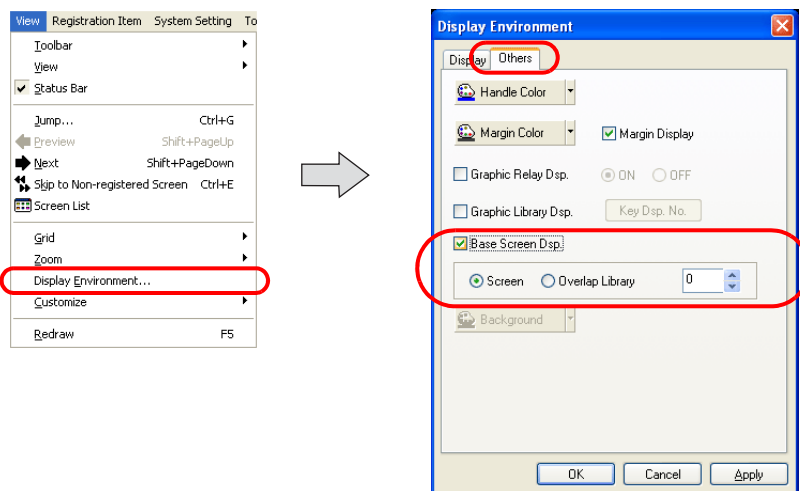 View Registration Item System Setting To
Toolbar
View
Status Bar
Jump... Ctrl+G
Preview Shift+PageUp
Next Shift+PageDown
Skip to Non-registered Screen Ctrl+E
Screen List
Grid
Zoom
Display Environment...
Customize
Redraw F5
Display Environment
Display Others
Handle Color
Margin Color Margin Display
Graphic Relay Dsp. ON OFF
Graphic Library Dsp. Key Dsp. No.
Base Screen Dsp.
Screen Overlap Library 0
Background
OK Cancel Apply